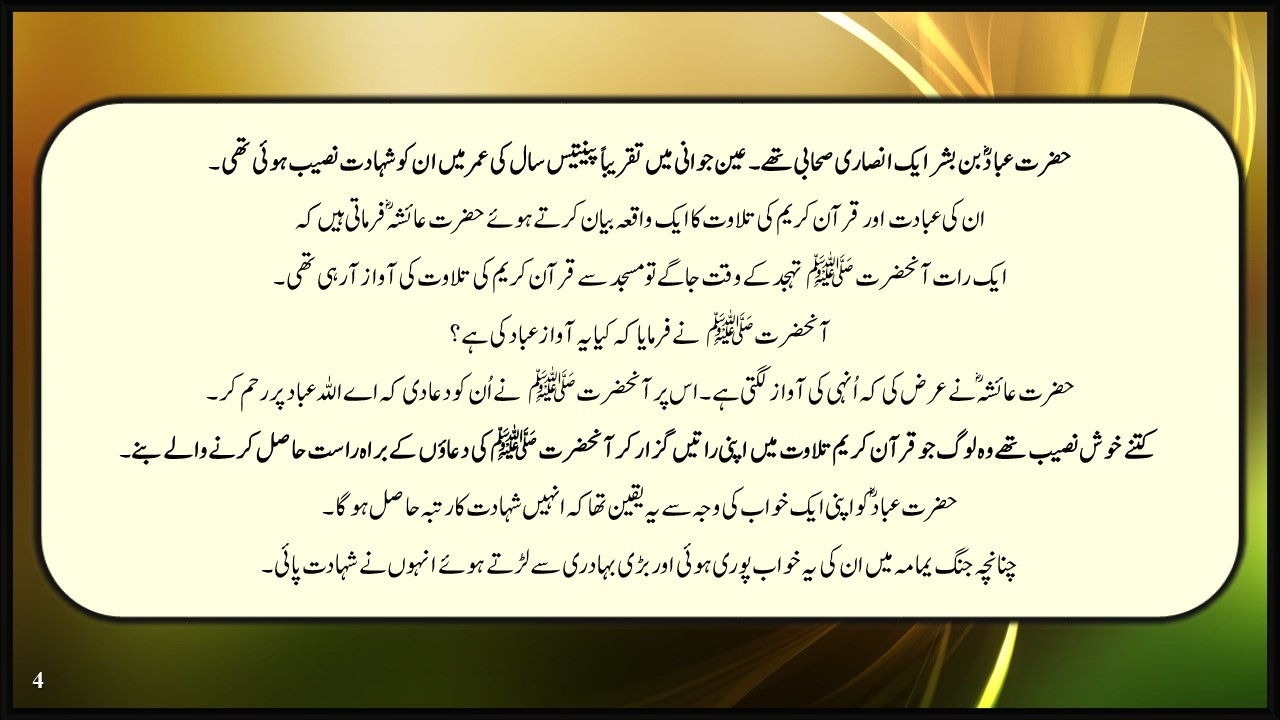 حضرت عبادؓ بن بشر ایک انصاری صحابی تھے۔ عین جوانی میں تقریباً پینتیس سال کی عمر میں ان کو شہادت نصیب ہوئی تھی۔
ان کی عبادت اور قرآن کریم کی تلاوت کا ایک واقعہ بیان کرتے ہوئے حضرت عائشہؓ فرماتی ہیں کہ
ایک رات آنحضرت ﷺ تہجد کے وقت جاگے تو مسجد سے قرآن کریم کی تلاوت کی آواز آرہی تھی۔
آنحضرت ﷺ نے فرمایا کہ کیا یہ آواز عباد کی ہے؟
حضرت عائشہؓ نے عرض کی کہ اُنہی کی آواز لگتی ہے۔ اس پر آنحضرت ﷺ نے اُن کو دعا دی کہ اے اللہ عباد پر رحم کر۔
کتنے خوش نصیب تھے وہ لوگ جو قرآن کریم تلاوت میں اپنی راتیں گزار کر آنحضرت ﷺ کی دعاؤں کے براہ راست حاصل کرنے والے بنے۔
حضرت عبادؓ کو اپنی ایک خواب کی وجہ سے یہ یقین تھا کہ انہیں شہادت کا رتبہ حاصل ہو گا۔
چنانچہ جنگ یمامہ میں ان کی یہ خواب پوری ہوئی اور بڑی بہادری سے لڑتے ہوئے انہوں نے شہادت پائی۔
4